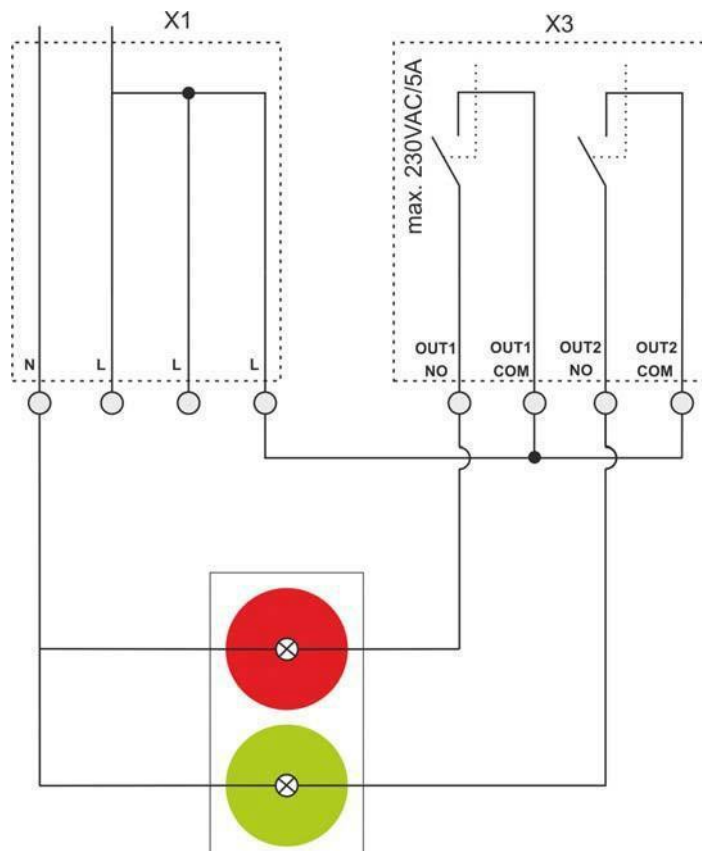 X1
X3
max. 230VAC/5A
N
L
L
L
OUT1
NO
OUT1
COM
OUT2
NO
OUT2
COM